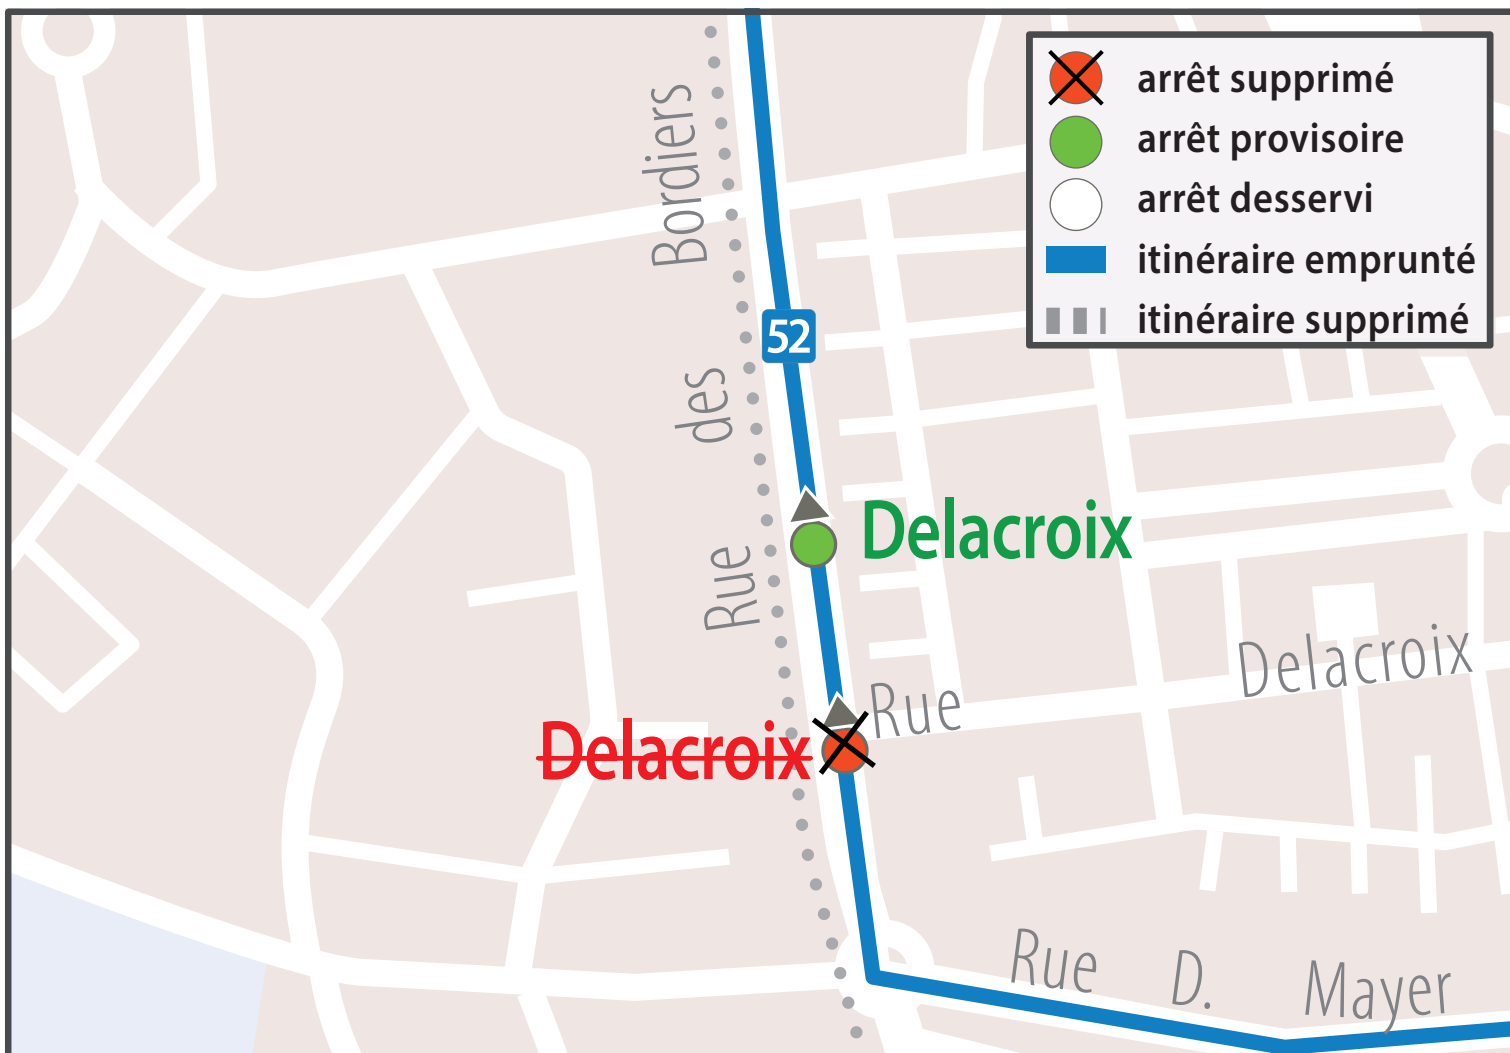 arrêt supprimé
arrêt provisoire
arrêt desservi
itinéraire emprunté
itinéraire supprimé
Rue des Bordiers
52
Delacroix
Rue Delacroix
Delacroix
Rue D. Mayer